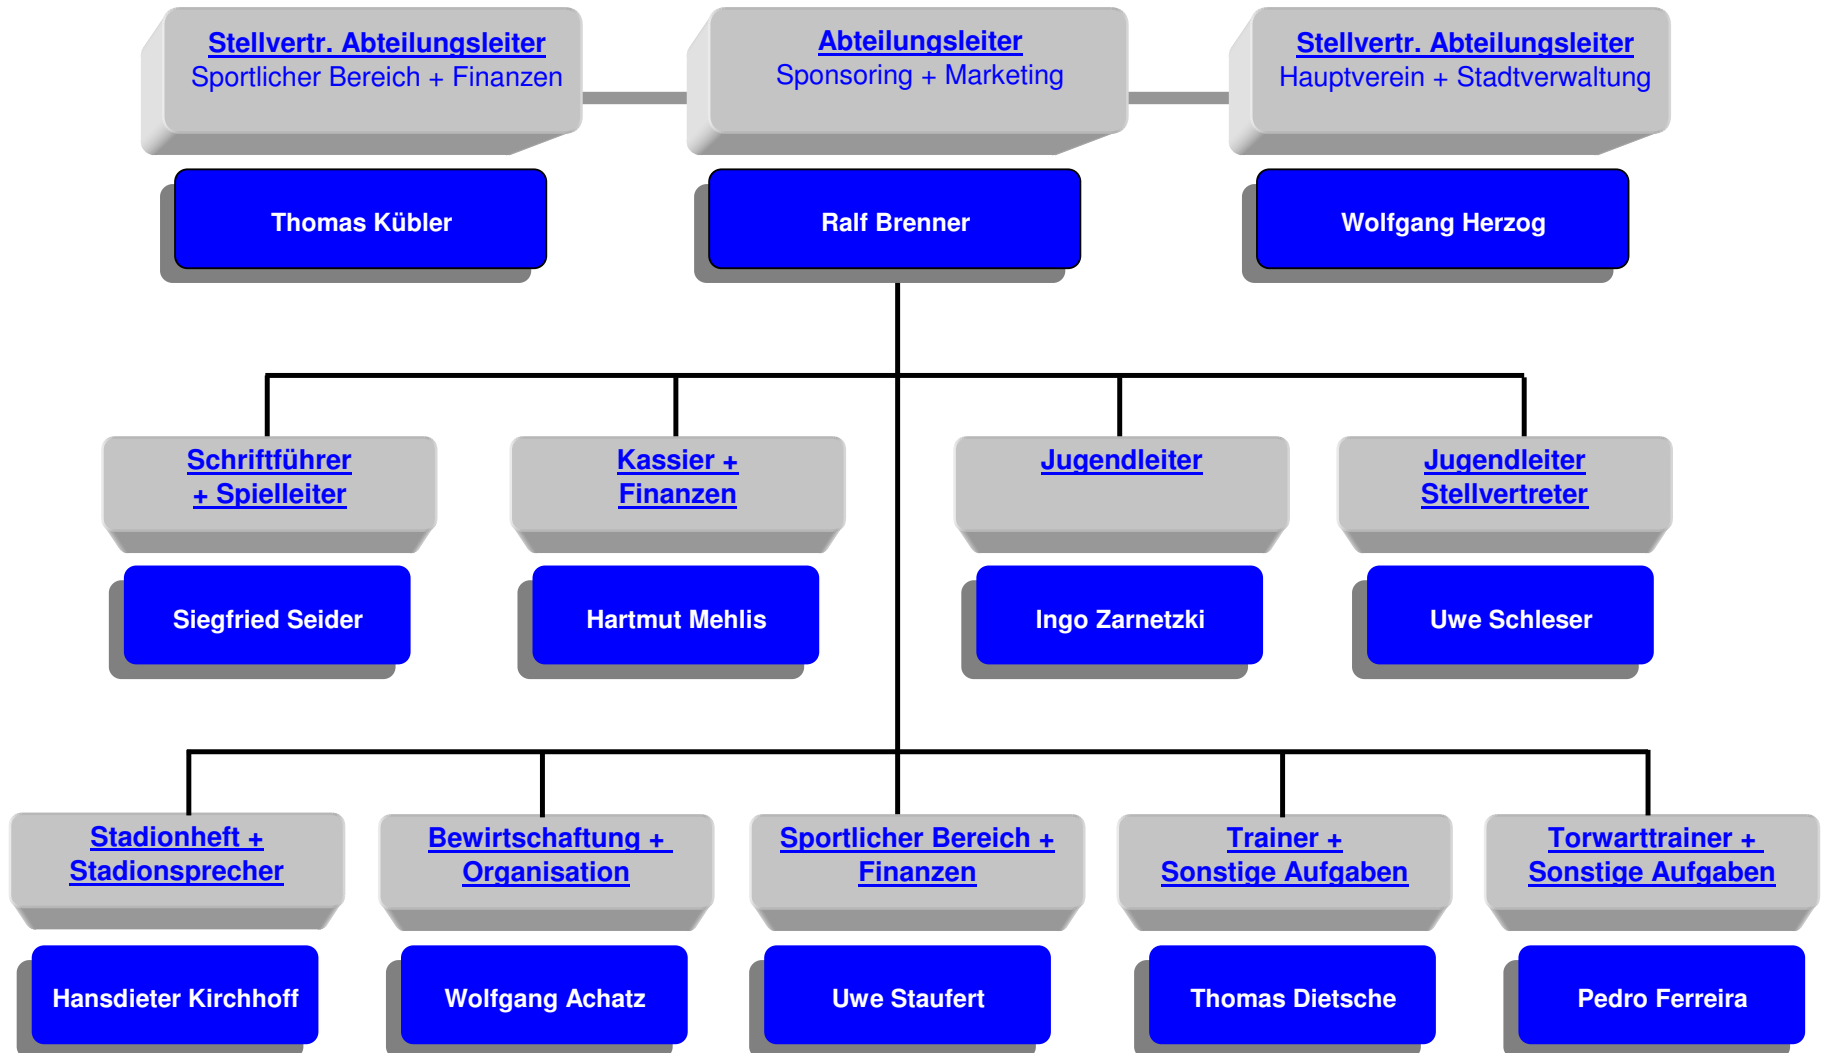 Stellvertr. Abteilungsleiter
Sportlicher Bereich + Finanzen
Abteilungsleiter
Sponsoring + Marketing
Stellvertr. Abteilungsleiter
Hauptverein + Stadtverwaltung
Thomas Kübler
Ralf Brenner
Wolfgang Herzog
Schriftführer
+ Spielleiter
Kassier +
Finanzen
Jugendleiter
Jugendleiter
Stellvertreter
Siegfried Seider
Hartmut Mehlis
Ingo Zarnetzki
Uwe Schleser
Stadionheft +
Stadionsprecher
Bewirtschaftung +
Organisation
Sportlicher Bereich +
Finanzen
Trainer +
Sonstige Aufgaben
Torwarttrainer +
Sonstige Aufgaben
Hansdieter Kirchhoff
Wolfgang Achatz
Uwe Staufert
Thomas Dietsche
Pedro Ferreira